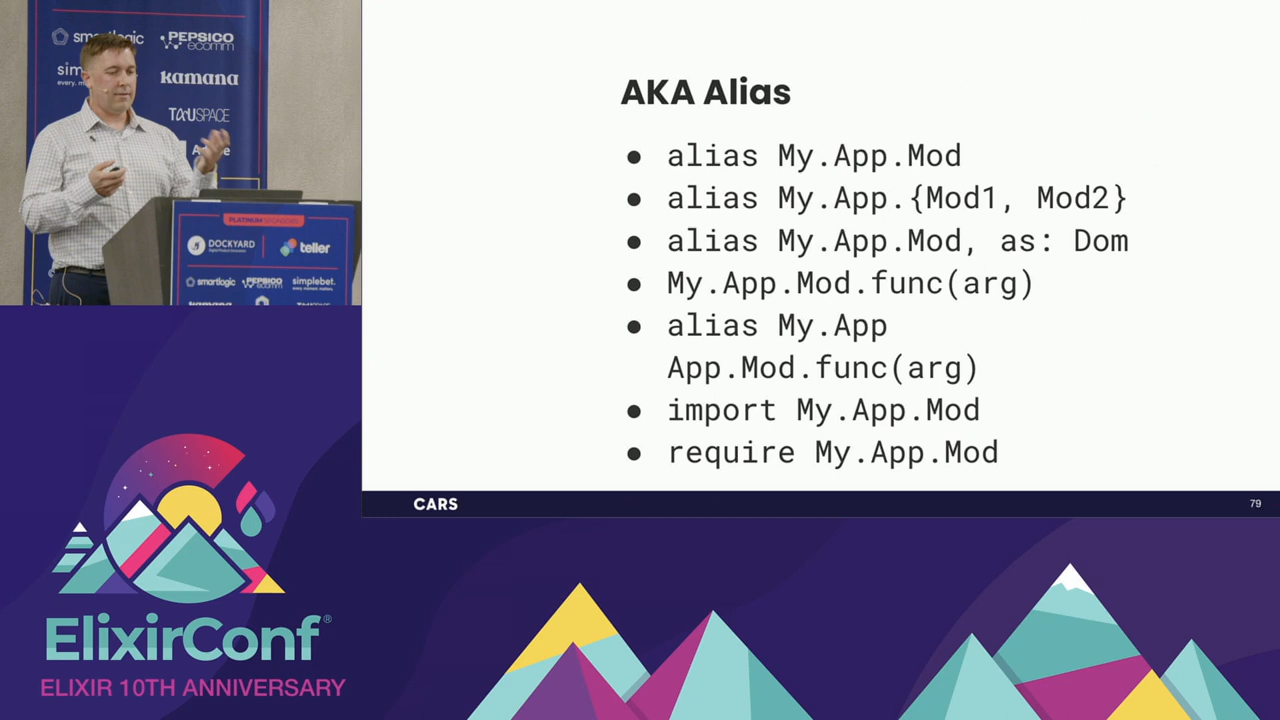 smartlogic
PEPSICO
ecomm
kamana
TAUSPACE
PLATINUM SPONSORS
DOCKYARD
teller
smartlogic
PEPSICO
ecomm
simplebet.
AKA Alias
● alias My.App.Mod
● alias My.App.{Mod1, Mod2}
● alias My.App.Mod, as: Dom
● My.App.Mod.func(arg)
● alias My.App
App.Mod.func(arg)
● import My.App.Mod
● require My.App.Mod
CARS
79
ElixirConf®
ELIXIR 10TH ANNIVERSARY